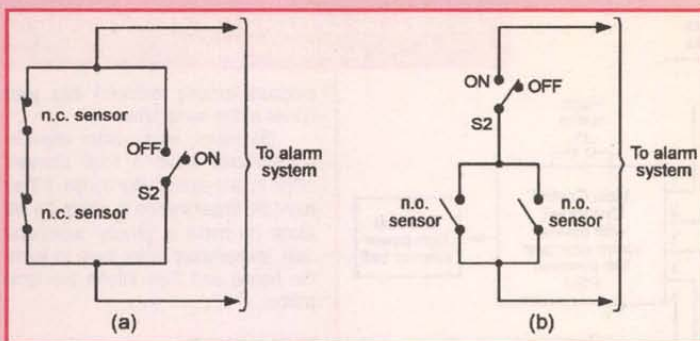 n.c. sensor
OFF
ON
S2
n.c. sensor
To alarm
system
(a)
ON
OFF
S2
n.o.
sensor
n.o.
sensor
To alarm
system
(b)